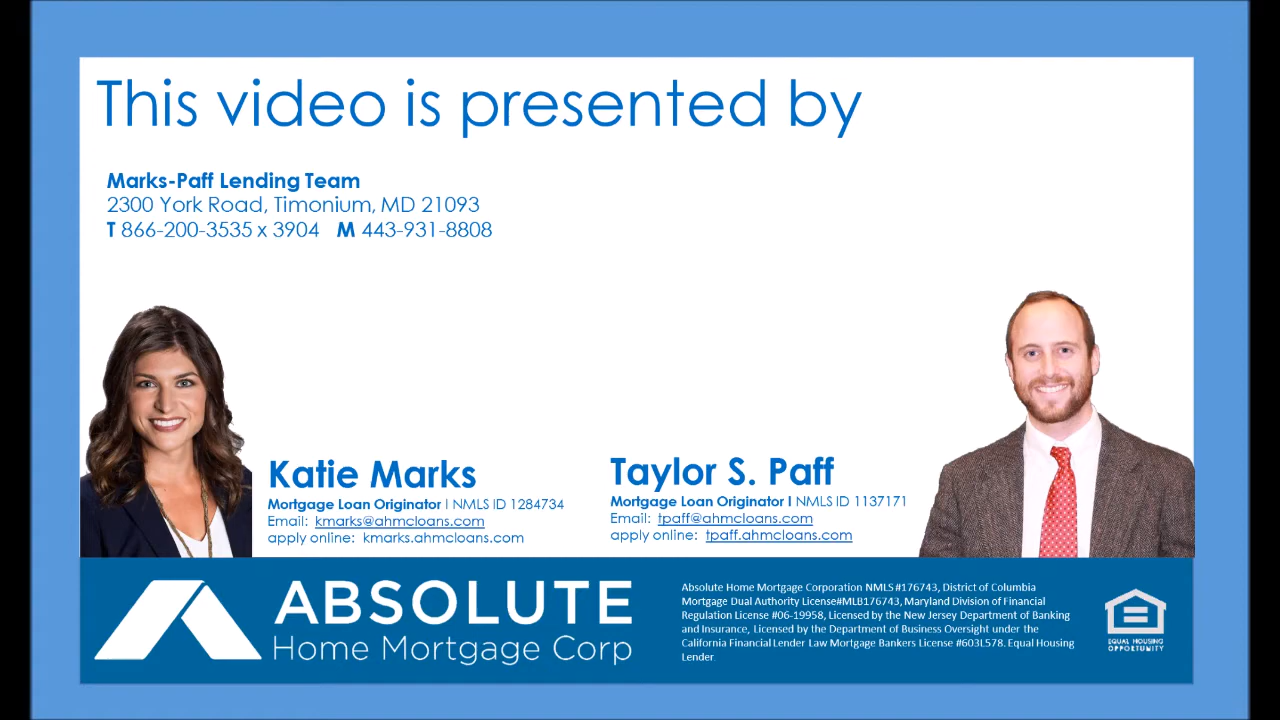 This video is presented by
Marks-Paff Lending Team
2300 York Road, Timonium, MD 21093
T 866-200-3535 x 3904 M 443-931-8808
Katie Marks
Mortgage Loan Originator | NMLS ID 1284734
Email: kmarks@ahmcloans.com
apply online: kmarks.ahmcloans.com
Taylor S. Paff
Mortgage Loan Originator | NMLS ID 1137171
Email: tpaff@ahmcloans.com
apply online: tpaff.ahmcloans.com
ABSOLUTE
Home Mortgage Corp
Absolute Home Mortgage Corporation NMLS #176743, District of Columbia
Mortgage Dual Authority License#MLB176743, Maryland Division of Financial
Regulation License #06-19958, Licensed by the New Jersey Department of Banking
and Insurance, Licensed by the Department of Business Oversight under the
California Financial Lender Law Mortgage Bankers License #603L578. Equal Housing
Lender.
EQUAL HOUSING
OPPORTUNITY